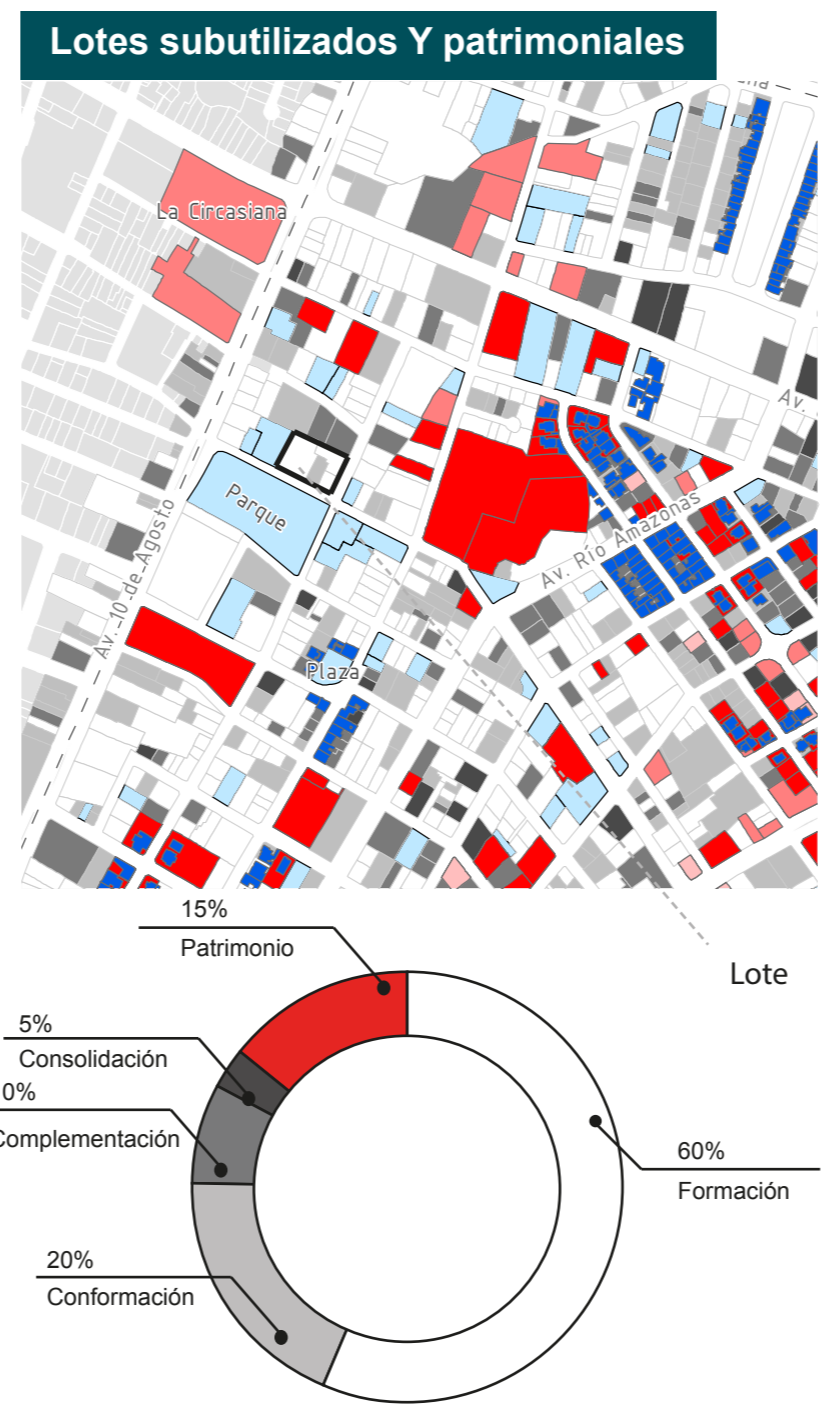 Lotes subutilizados Y patrimoniales
La Circasiana
Av.
Parque
Av. Río Amazonas
Av. 10 de Agosto
Plaza
15%
Patrimonio
Lote
5%
Consolidación
0%
Complementación
60%
Formación
20%
Conformación